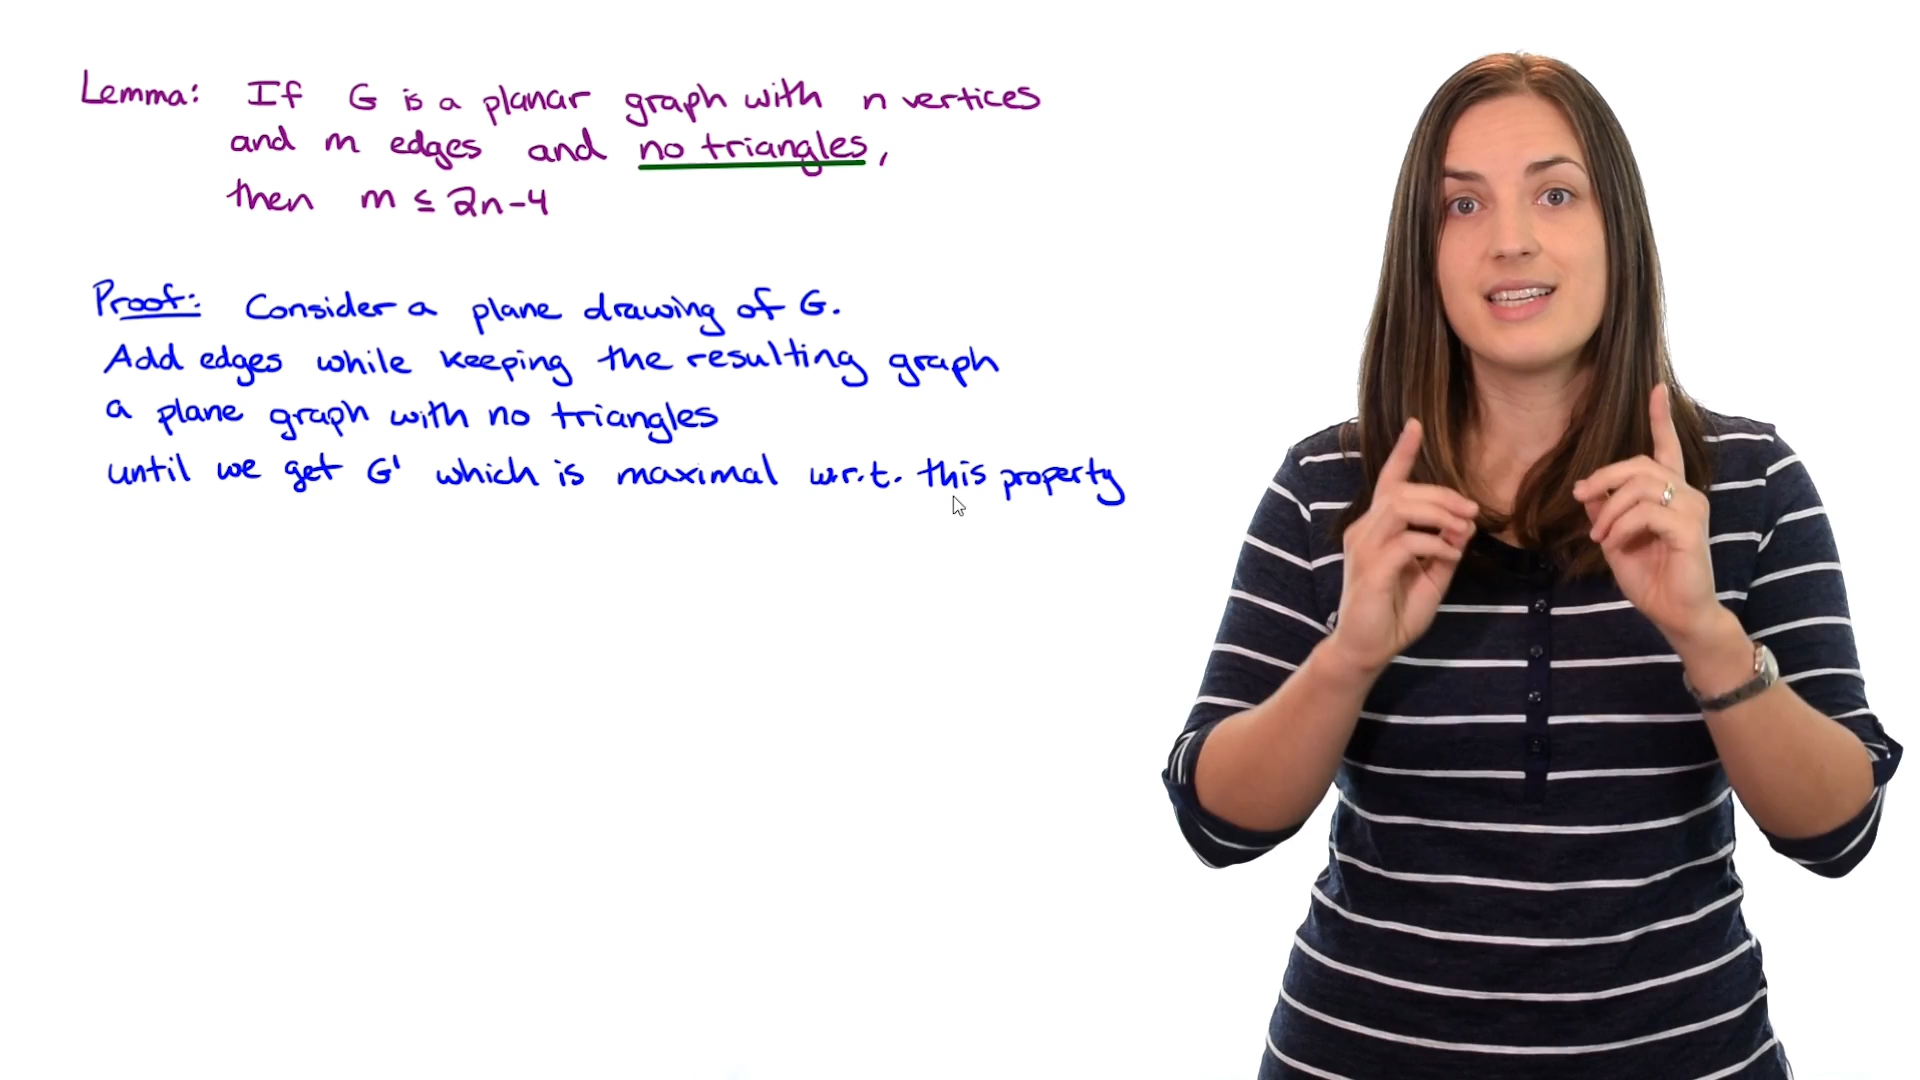 Lemma: If G is a planar graph with n vertices
and m edges and no triangles,
then m ≤ 2n-4
Proof: Consider a plane drawing of G.
Add edges while keeping the resulting graph
a plane graph with no triangles
until we get G' which is maximal w.r.t. this property